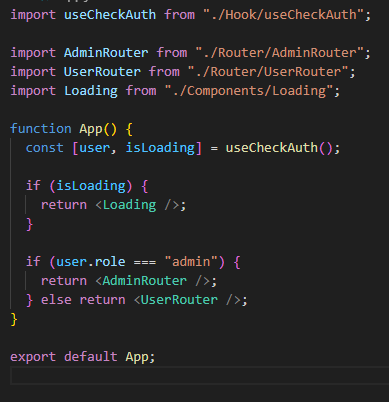 import useCheckAuth from "./Hook/useCheckAuth";
import AdminRouter from "./Router/AdminRouter";
import UserRouter from "./Router/UserRouter";
import Loading from "./Components/Loading";
function App() {
const [user, isLoading] = useCheckAuth();
if (isLoading) {
return <Loading />;
}
if (user.role === "admin") {
return <AdminRouter />;
} else return <UserRouter />;
}
export default App;